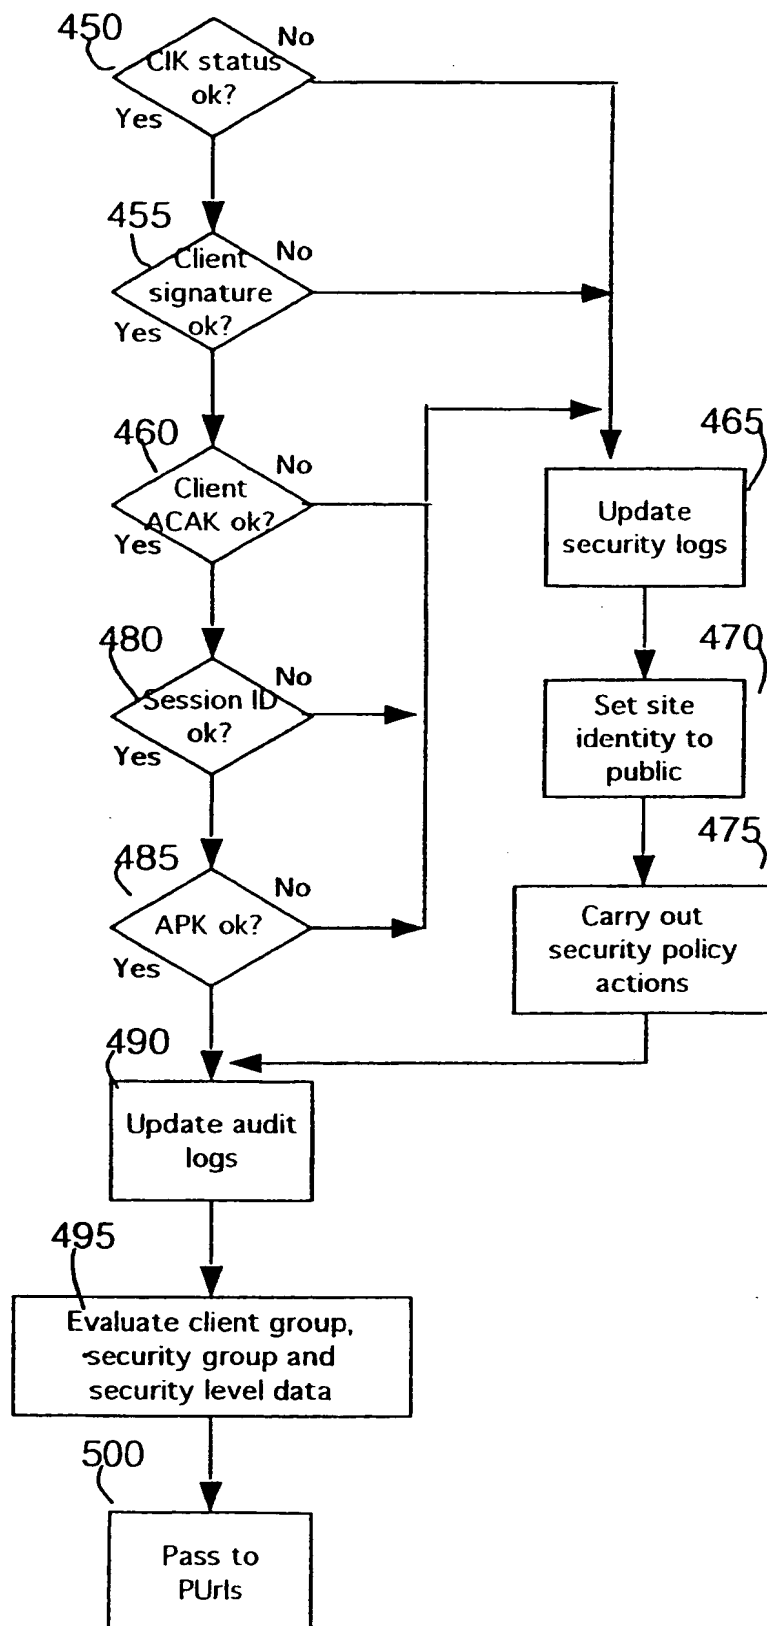 450
No
CIK status
ok?
Yes
455
No
Client
signature
ok?
Yes
460
No
Client
ACAK ok?
Yes
465
Update
security logs
480
No
Session ID
ok?
Yes
470
Set site
identity to
public
485
No
APK ok?
Yes
475
Carry out
security policy
actions
490
Update audit
logs
495
Evaluate client group,
security group and
security level data
500
Pass to
PUrls